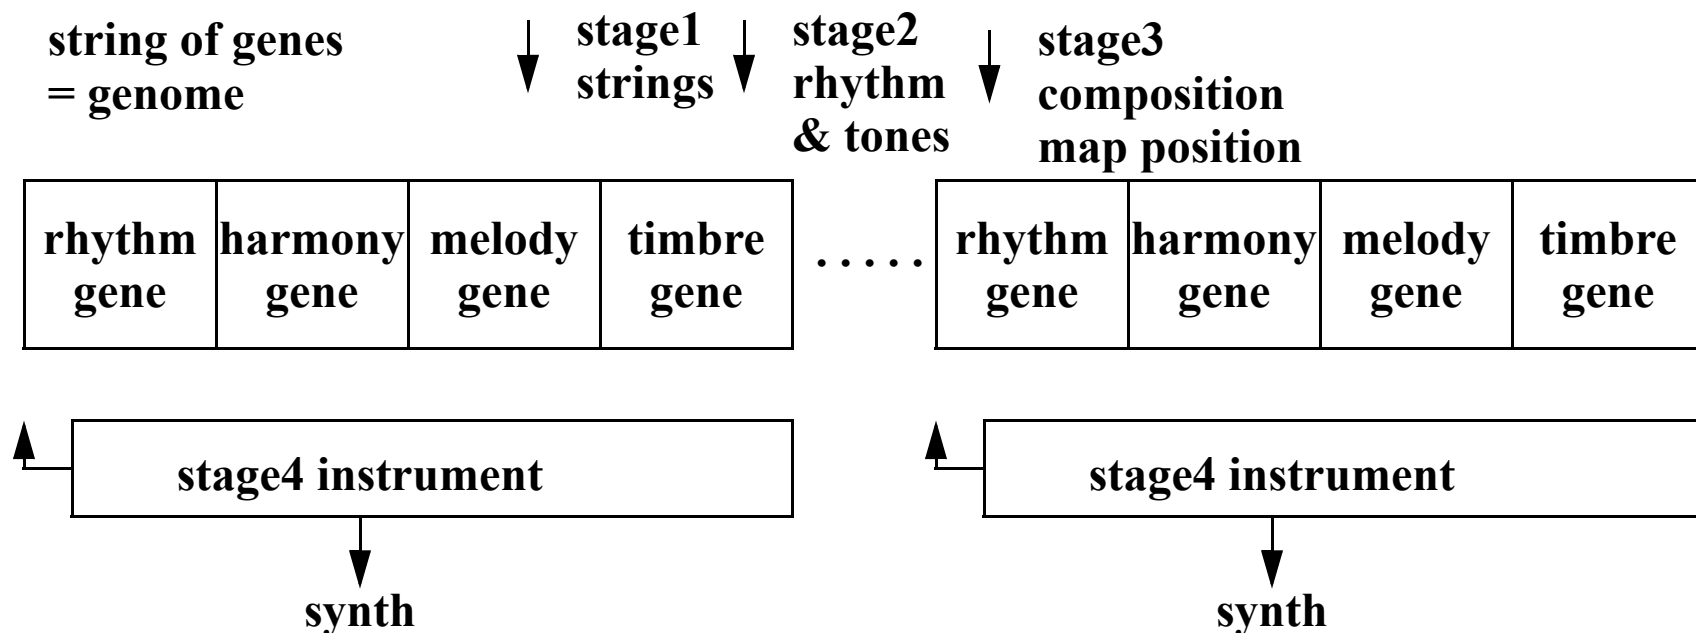 string of genes
= genome
stage1
strings
stage2
rhythm
& tones
stage3
composition
map position
rhythm
gene
harmony
gene
melody
gene
timbre
gene
.....
rhythm
gene
harmony
gene
melody
gene
timbre
gene
stage4 instrument
stage4 instrument
synth
synth